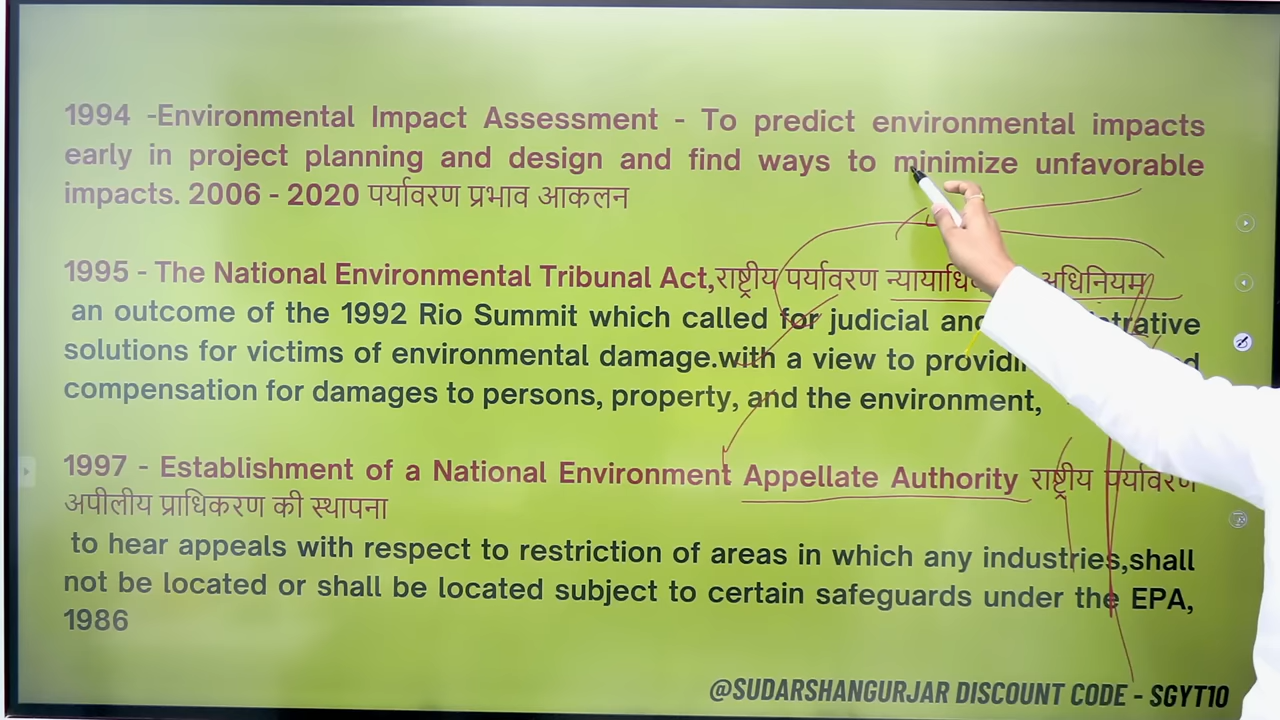 1994 -Environmental Impact Assessment - To predict environmental impacts
early in project planning and design and find ways to minimize unfavorable
impacts. 2006 - 2020 पर्यावरण प्रभाव आकलन
1995 - The National Environmental Tribunal Act,राष्ट्रीय पर्यावरण अधिनियम
an outcome of the 1992 Rio Summit which called for judicial
solutions for victims of environmental damage.with a view to
compensation for damages to persons, property, and the environment,
1997 - Establishment of a National Environment Appellate Authority राष्ट्रीय पर्यावरण
अपीलीय प्राधिकरण की स्थापना
to hear appeals with respect to restriction of areas in which any industries,shall
not be located or shall be located subject to certain safeguards under the EPA,
1986
@SUDARSHANGURJAR DISCOUNT CODE - SGYT10